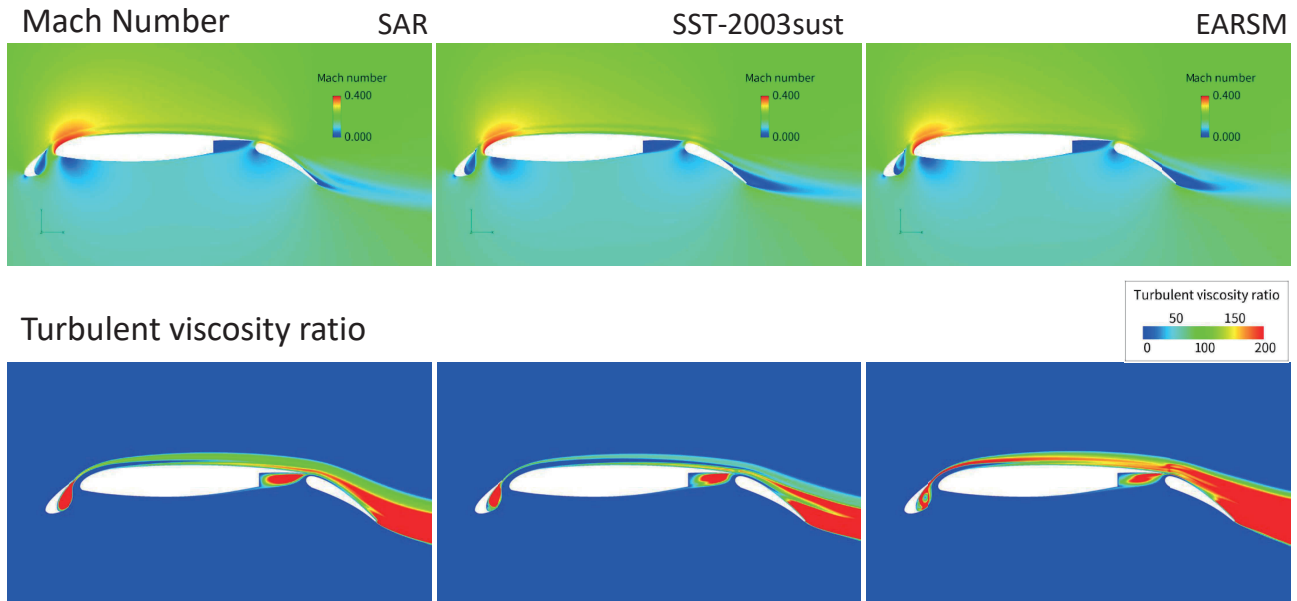 Mach Number SAR SST-2003sust EARSM
Mach number Mach number Mach number
0.400 0.400 0.400
0.000 0.000 0.000
Turbulent viscosity ratio
50 150
0 100 200
Turbulent viscosity ratio